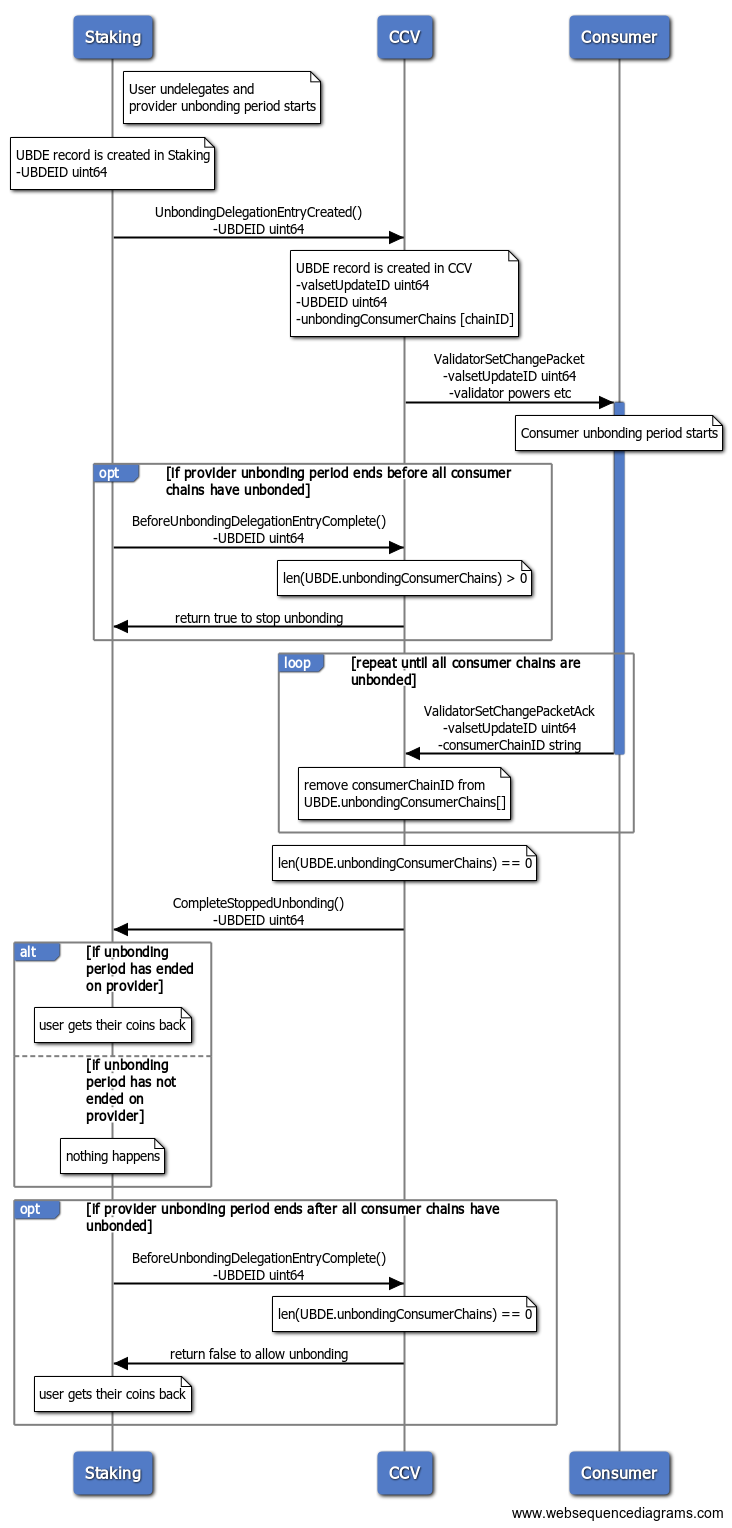 Staking
CCV
Consumer
User undelegates and
provider unbonding period starts
UBDE record is created in Staking
-UBDEID uint64
UnbondingDelegationEntryCreated()
-UBDEID uint64
UBDE record is created in CCV
-valsetUpdateID uint64
-UBDEID uint64
-unbondingConsumerChains [chainID]
ValidatorSetChangePacket
-valsetUpdateID uint64
-validator powers etc
Consumer unbonding period starts
opt
[if provider unbonding period ends before all consumer
chains have unbonded]
BeforeUnbondingDelegationEntryComplete()
-UBDEID uint64
len(UBDE.unbondingConsumerChains) > 0
return true to stop unbonding
loop
[repeat until all consumer chains are
unbonded]
ValidatorSetChangePacketAck
-valsetUpdateID uint64
-consumerChainID string
remove consumerChainID from
UBDE.unbondingConsumerChains[]
len(UBDE.unbondingConsumerChains) == 0
CompleteStoppedUnbonding()
-UBDEID uint64
alt
[if unbonding
period has ended
on provider]
user gets their coins back
[if unbonding
period has not
ended on
provider]
nothing happens
opt
[if provider unbonding period ends after all consumer chains have
unbonded]
BeforeUnbondingDelegationEntryComplete()
-UBDEID uint64
len(UBDE.unbondingConsumerChains) == 0
return false to allow unbonding
user gets their coins back
Staking
CCV
Consumer
www.websequencediagrams.com